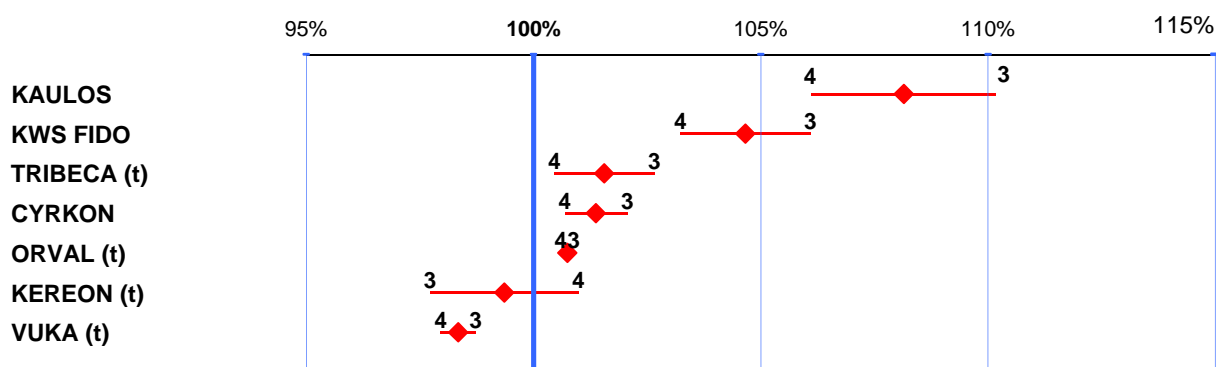 95% 100% 105% 110% 115%
KAULOS 4 3
KWS FIDO 4 3
TRIBECA (t) 4 3
CYRKON 4 3
ORVAL (t) 43
KEREON (t) 3 4
VUKA (t) 4 3